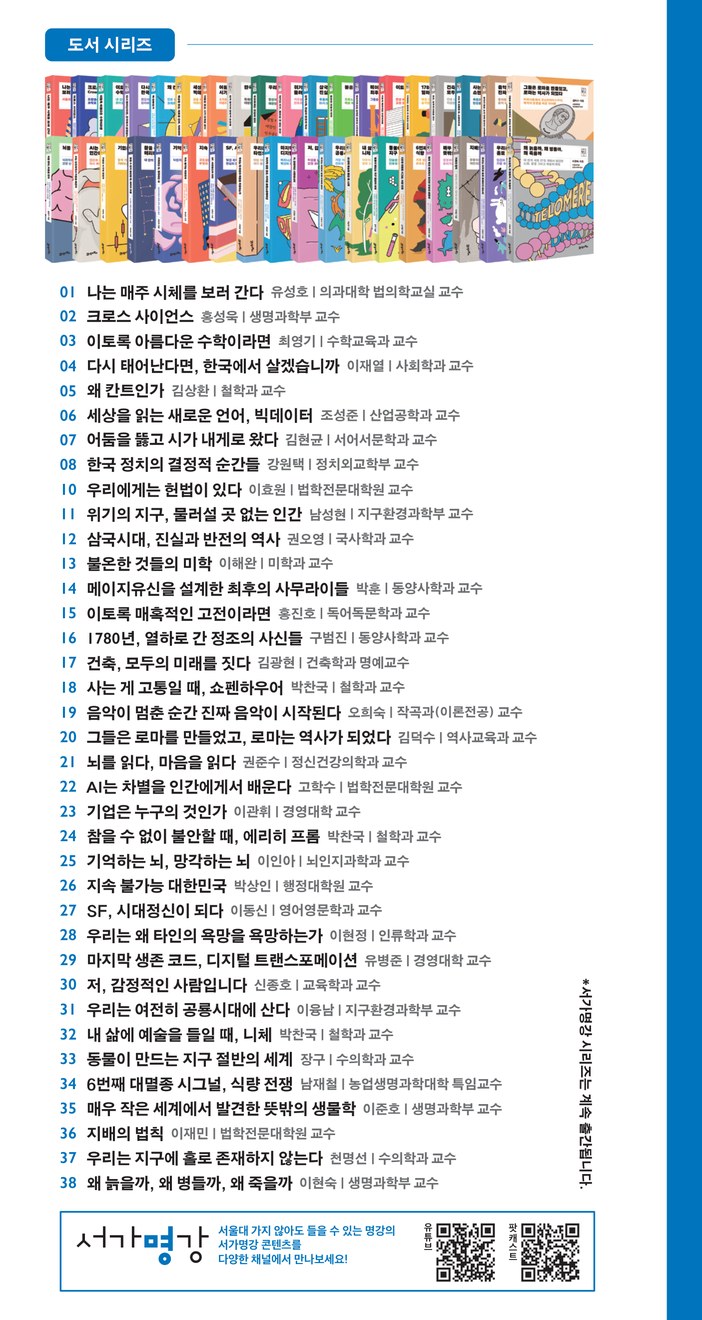 도서 시리즈
그들은 로마를 만들었고,
로마는 역사가 되었다
왜 늙을까, 왜 병들까,
왜 죽을까
TELOMERE
01 나는 매주 시체를 보러 간다 유성호 | 의과대학 법의학교실 교수
02 크로스 사이언스 홍성욱 | 생명과학부 교수
03 이토록 아름다운 수학이라면 최영기 | 수학교육과 교수
04 다시 태어난다면, 한국에서 살겠습니까 이재열 | 사회학과 교수
05 왜 칸트인가 김상환 | 철학과 교수
06 세상을 읽는 새로운 언어, 빅데이터 조성준 | 산업공학과 교수
07 어둠을 뚫고 시가 내게로 왔다 김현균 | 서어서문학과 교수
08 한국 정치의 결정적 순간들 강원택 | 정치외교학부 교수
10 우리에게는 헌법이 있다 이효원 | 법학전문대학원 교수
11 위기의 지구, 물러설 곳 없는 인간 남성현 | 지구환경과학부 교수
12 삼국시대, 진실과 반전의 역사 권오영 | 국사학과 교수
13 불온한 것들의 미학 이해완 | 미학과 교수
14 메이지유신을 설계한 최후의 사무라이들 박훈 | 동양사학과 교수
15 이토록 매혹적인 고전이라면 홍진호 | 독어독문학과 교수
16 1780년, 열하로 간 정조의 사신들 구범진 | 동양사학과 교수
17 건축, 모두의 미래를 짓다 김광현 | 건축학과 명예교수
18 사는 게 고통일 때, 쇼펜하우어 박찬국 | 철학과 교수
19 음악이 멈춘 순간 진짜 음악이 시작된다 오희숙 | 작곡과(이론전공) 교수
20 그들은 로마를 만들었고, 로마는 역사가 되었다 김덕수 | 역사교육과 교수
21 뇌를 읽다, 마음을 읽다 권준수 | 정신건강의학과 교수
22 AI는 차별을 인간에게서 배운다 고학수 | 법학전문대학원 교수
23 기업은 누구의 것인가 이관휘 | 경영대학 교수
24 참을 수 없이 불안할 때, 에리히 프롬 박찬국 | 철학과 교수
25 기억하는 뇌, 망각하는 뇌 이인아 | 뇌인지과학과 교수
26 지속 불가능 대한민국 박상인 | 행정대학원 교수
27 SF, 시대정신이 되다 이동신 | 영어영문학과 교수
28 우리는 왜 타인의 욕망을 욕망하는가 이현정 | 인류학과 교수
29 마지막 생존 코드, 디지털 트랜스포메이션 유병준 | 경영대학 교수
30 저, 감정적인 사람입니다 신종호 | 교육학과 교수
31 우리는 여전히 공룡시대에 산다 이융남 | 지구환경과학부 교수
32 내 삶에 예술을 들일 때, 니체 박찬국 | 철학과 교수
33 동물이 만드는 지구 절반의 세계 장구 | 수의학과 교수
34 6번째 대멸종 시그널, 식량 전쟁 남재철 | 농업생명과학대학 특임교수
35 매우 작은 세계에서 발견한 뜻밖의 생물학 이준호 | 생명과학부 교수
36 지배의 법칙 이재민 | 법학전문대학원 교수
37 우리는 지구에 홀로 존재하지 않는다 천명선 | 수의학과 교수
38 왜 늙을까, 왜 병들까, 왜 죽을까 이현숙 | 생명과학부 교수
*서가명강 시리즈는 계속 출간됩니다.
서가명강
서울대 가지 않아도 들을 수 있는 명강의
서가명강 콘텐츠를
다양한 채널에서 만나보세요!
유튜브
팟캐스트